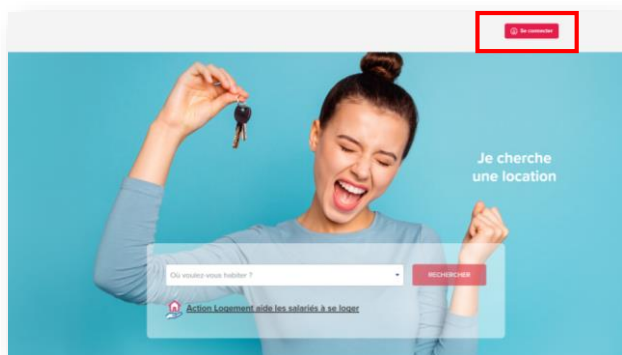 Se connecter
Je cherche
une location
Où voulez-vous habiter ?
RECHERCHER
Action Logement aide les salariés à se loger